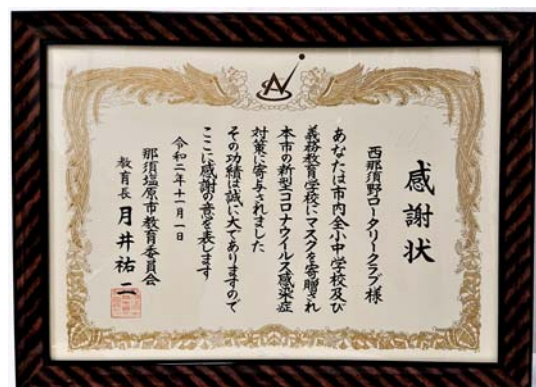 感謝状
西那須野ロータリークラブ様
あなたは市内全小中学校及び
義務教育学校にマスクを寄贈され
本市の新型コロナウイルス感染症
対策に寄与されました
その功績は誠に大でありますので
ここに感謝の意を表します
令和二年十一月一日
那須塩原市教育委員会
教育長 月井祐二